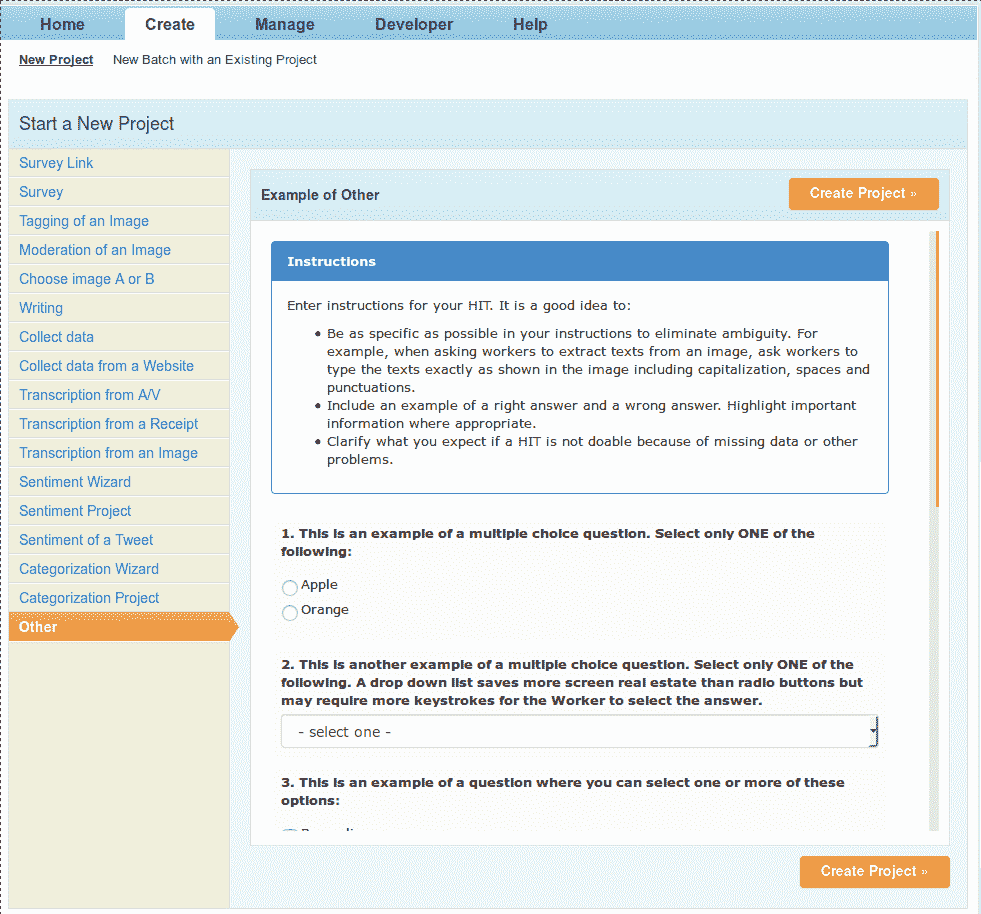 Home Create Manage Developer Help
New Project New Batch with an Existing Project
Start a New Project
Survey Link
Survey
Tagging of an Image
Moderation of an Image
Choose image A or B
Writing
Collect data
Collect data from a Website
Transcription from A/V
Transcription from a Receipt
Transcription from an Image
Sentiment Wizard
Sentiment Project
Sentiment of a Tweet
Categorization Wizard
Categorization Project
Other
Example of Other
Create Project »
Instructions
Enter instructions for your HIT. It is a good idea to:
• Be as specific as possible in your instructions to eliminate ambiguity. For
example, when asking workers to extract texts from an image, ask workers to
type the texts exactly as shown in the image including capitalization, spaces and
punctuations.
• Include an example of a right answer and a wrong answer. Highlight important
information where appropriate.
• Clarify what you expect if a HIT is not doable because of missing data or other
problems.
1. This is an example of a multiple choice question. Select only ONE of the
following:
Apple
Orange
2. This is another example of a multiple choice question. Select only ONE of the
following. A drop down list saves more screen real estate than radio buttons but
may require more keystrokes for the Worker to select the answer.
- select one -
3. This is an example of a question where you can select one or more of these
options:
Create Project »